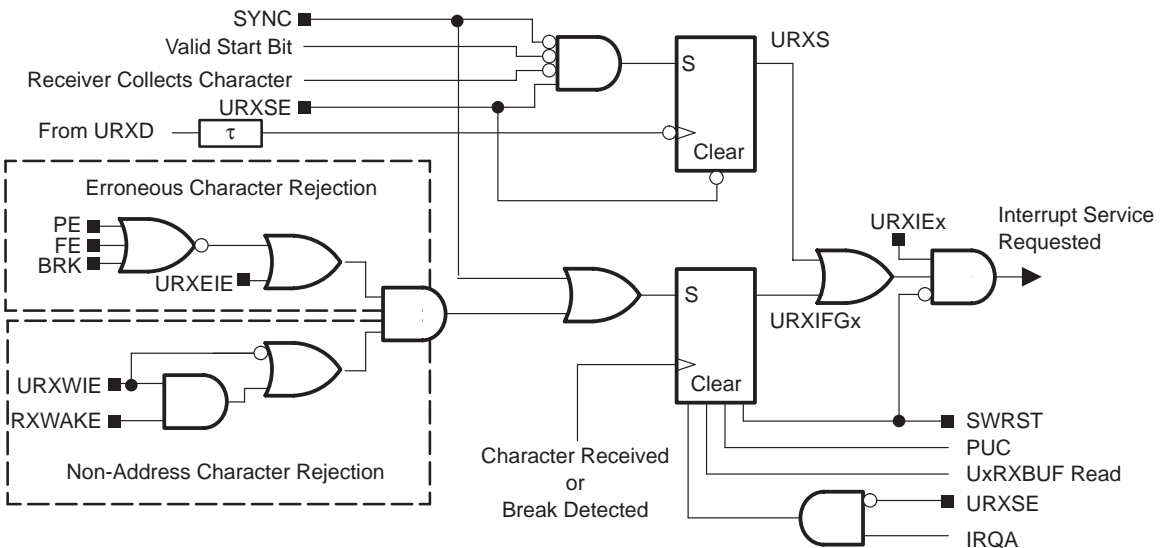 SYNC
Valid Start Bit
Receiver Collects Character
URXSE
From URXD
τ
S
Clear
URXS
Erroneous Character Rejection
PE
FE
BRK
URXEIE
URXWIE
RXWAKE
Non-Address Character Rejection
S
Clear
URXIFGx
URXIEx
Interrupt Service
Requested
Character Received
or
Break Detected
SWRST
PUC
UxRXBUF Read
URXSE
IRQA